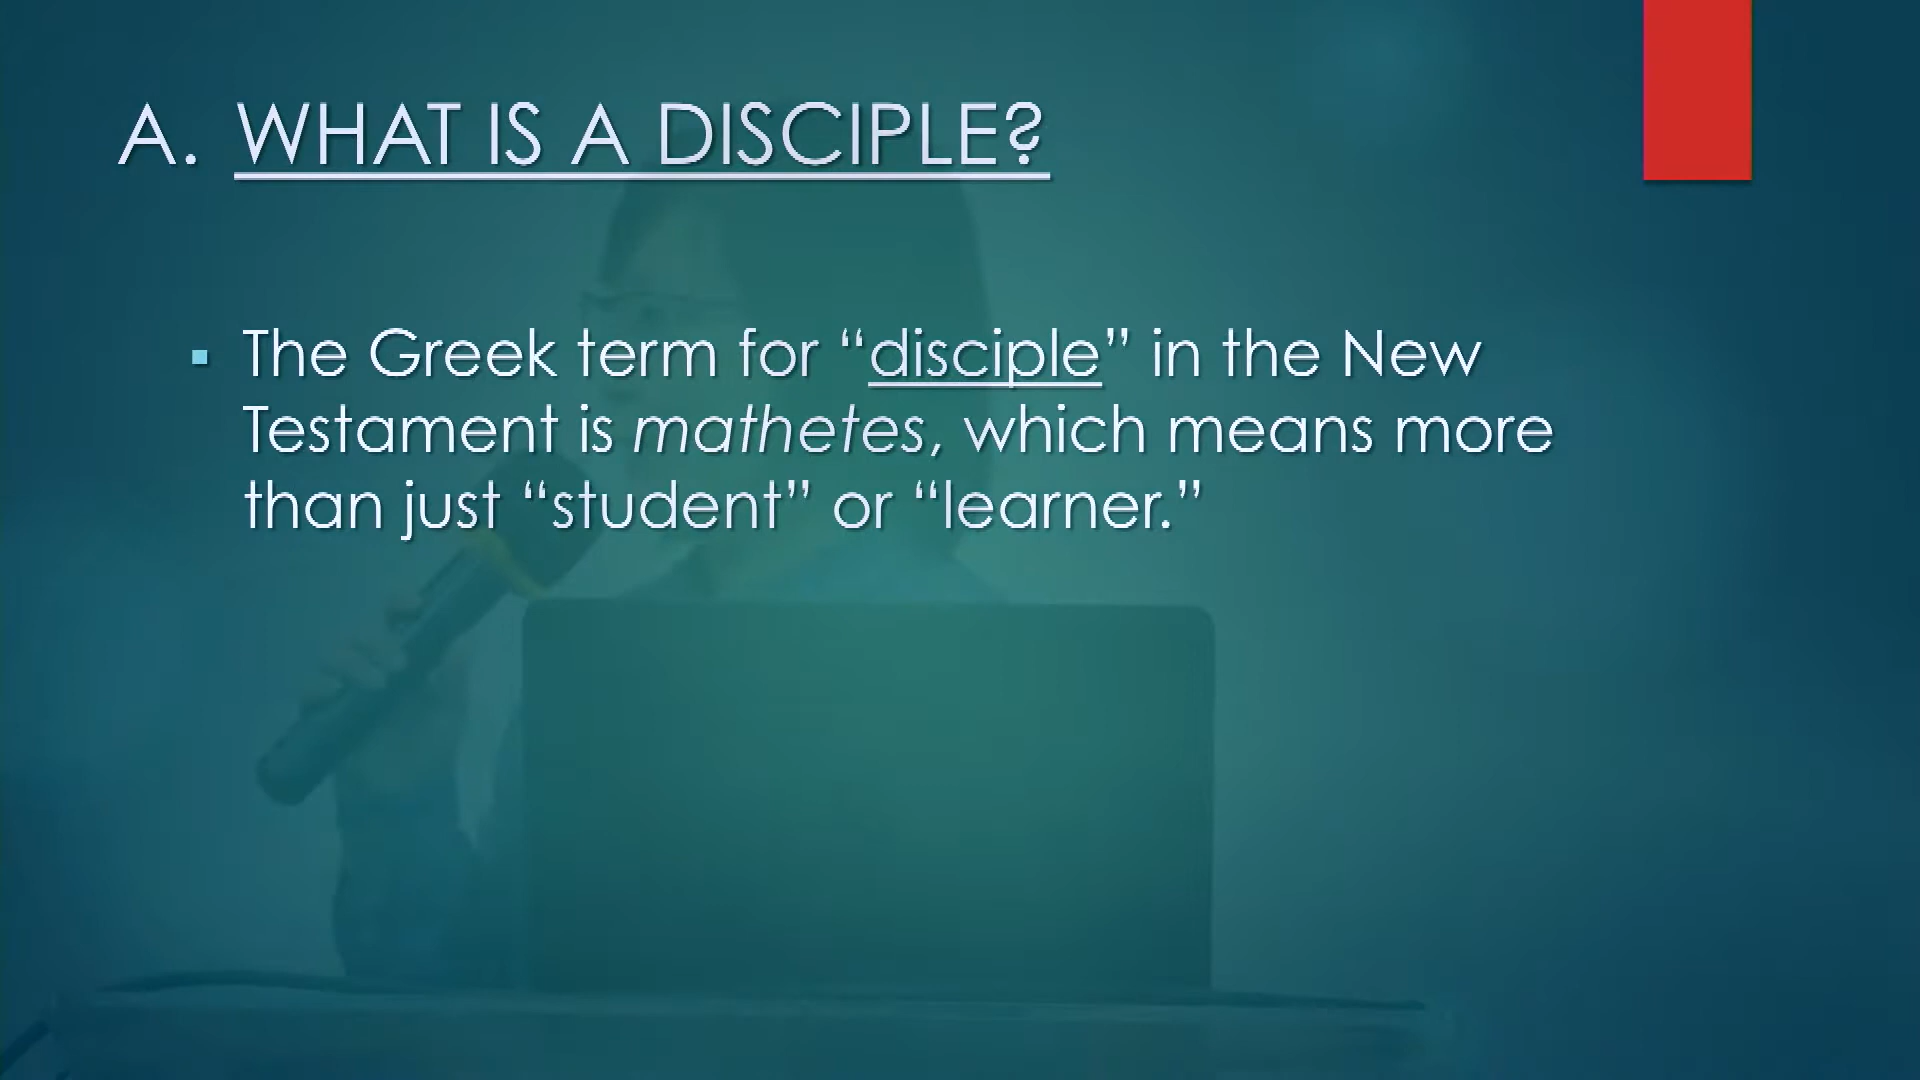 A. WHAT IS A DISCIPLE?
▪ The Greek term for “disciple” in the New
Testament is mathetes, which means more
than just “student” or “learner.”